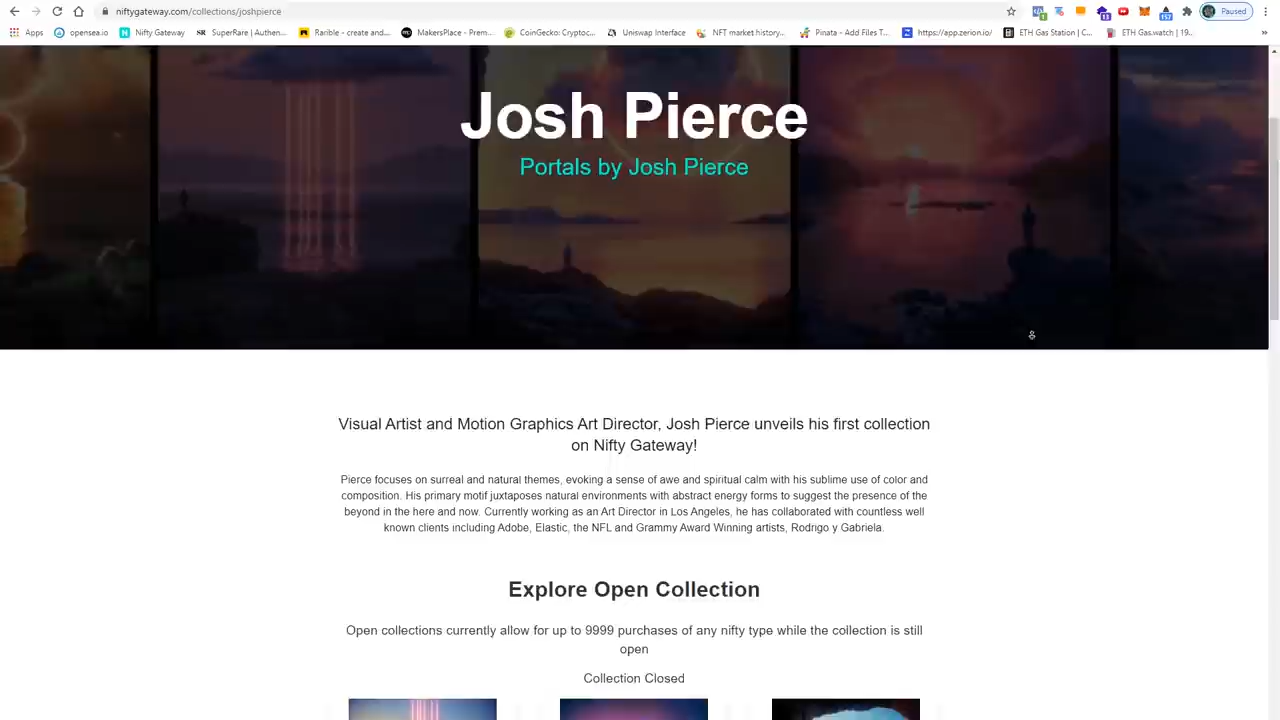 niftygateway.com/collections/joshpierce
1
13
157
Paused
Apps
opensea.io
Nifty Gateway
SR
SuperRare | Authen...
Rarible - create and...
MakersPlace - Prem...
CoinGecko: Cryptoc...
Uniswap Interface
NFT market history...
Pinata - Add Files T...
https://app.zerion.io/
ETH Gas Station | C...
ETH Gas.watch | 19...
»
Josh Pierce
Portals by Josh Pierce
Visual Artist and Motion Graphics Art Director, Josh Pierce unveils his first collection
on Nifty Gateway!
Pierce focuses on surreal and natural themes, evoking a sense of awe and spiritual calm with his sublime use of color and
composition. His primary motif juxtaposes natural environments with abstract energy forms to suggest the presence of the
beyond in the here and now. Currently working as an Art Director in Los Angeles, he has collaborated with countless well
known clients including Adobe, Elastic, the NFL and Grammy Award Winning artists, Rodrigo y Gabriela.
Explore Open Collection
Open collections currently allow for up to 9999 purchases of any nifty type while the collection is still
open
Collection Closed